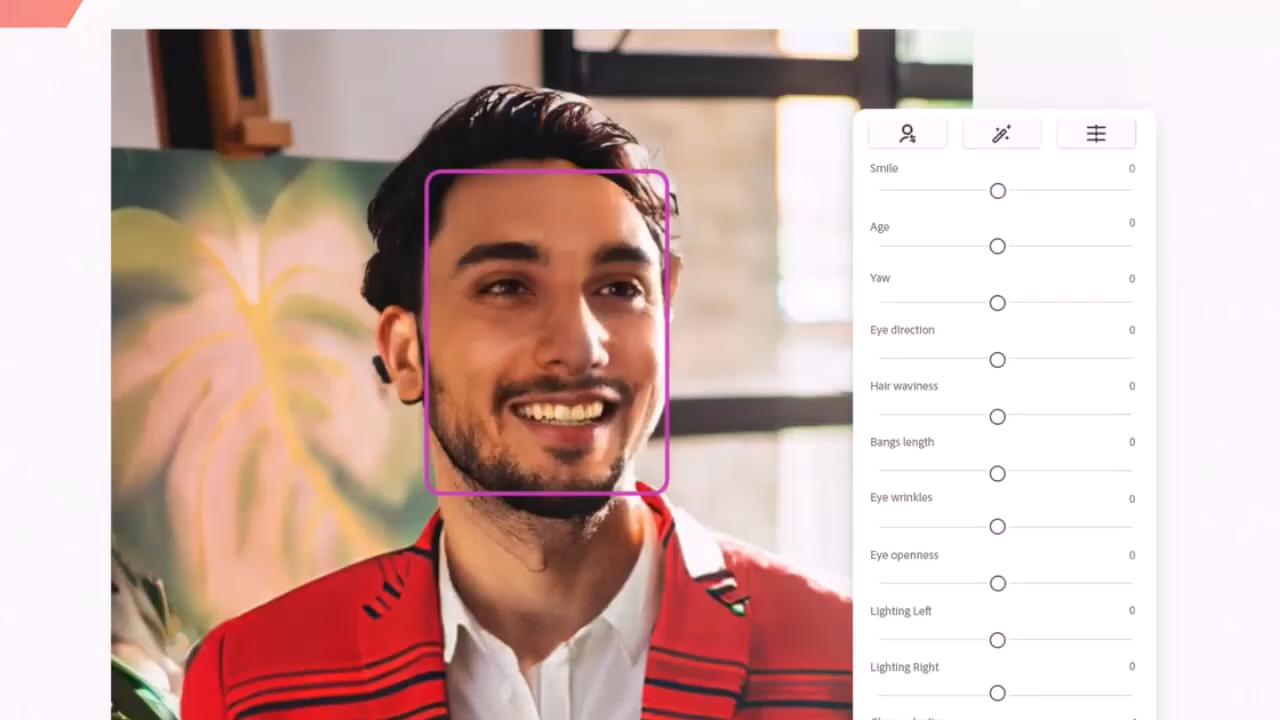 Smile 0
Age 0
Yaw 0
Eye direction 0
Hair waviness 0
Bangs length 0
Eye wrinkles 0
Eye openness 0
Lighting Left 0
Lighting Right 0